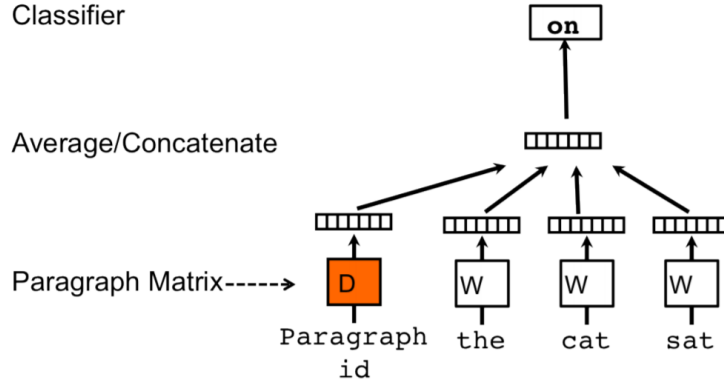 Classifier
on
Average/Concatenate
Paragraph Matrix
D
W
W
W
Paragraph
id
the
cat
sat